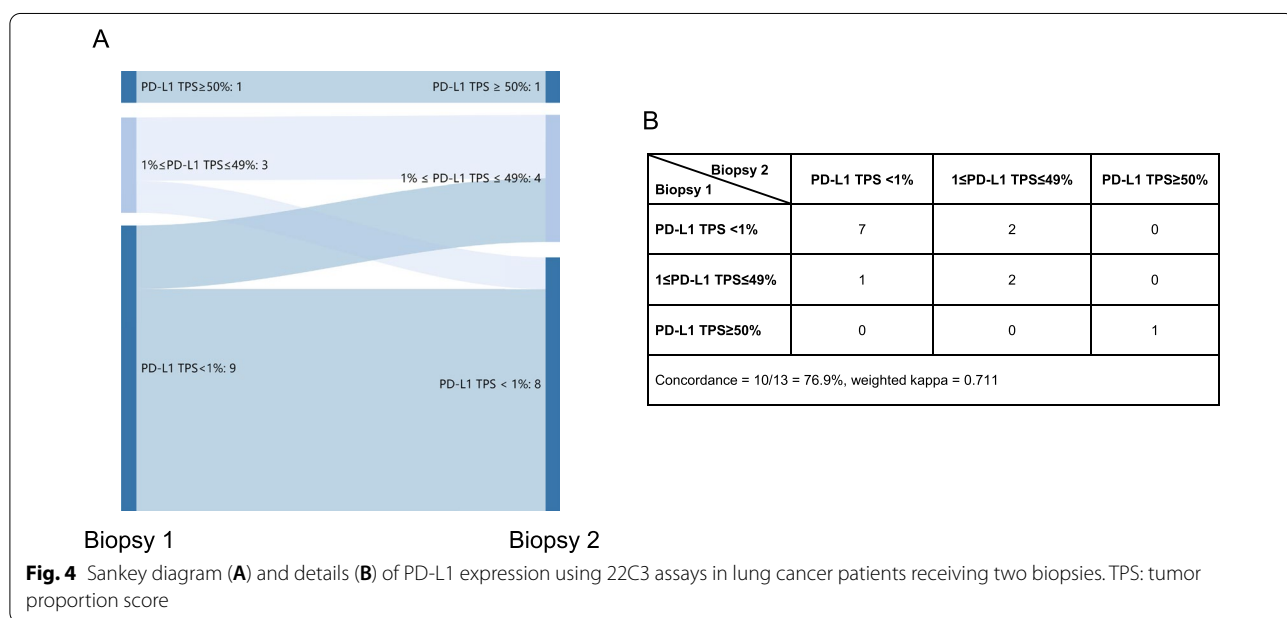 A
PD-L1 TPS≥50%: 1
PD-L1 TPS ≥ 50%: 1
1%≤PD-L1 TPS≤49%: 3
1% ≤ PD-L1 TPS ≤ 49%: 4
PD-L1 TPS<1%: 9
PD-L1 TPS < 1%: 8
Biopsy 1
Biopsy 2
B
Biopsy 2
Biopsy 1
PD-L1 TPS <1% 1≤PD-L1 TPS≤49% PD-L1 TPS≥50%
PD-L1 TPS <1% 7 2 0
1≤PD-L1 TPS≤49% 1 2 0
PD-L1 TPS≥50% 0 0 1
Concordance = 10/13 = 76.9%, weighted kappa = 0.711
Fig. 4 Sankey diagram (A) and details (B) of PD-L1 expression using 22C3 assays in lung cancer patients receiving two biopsies. TPS: tumor
proportion score